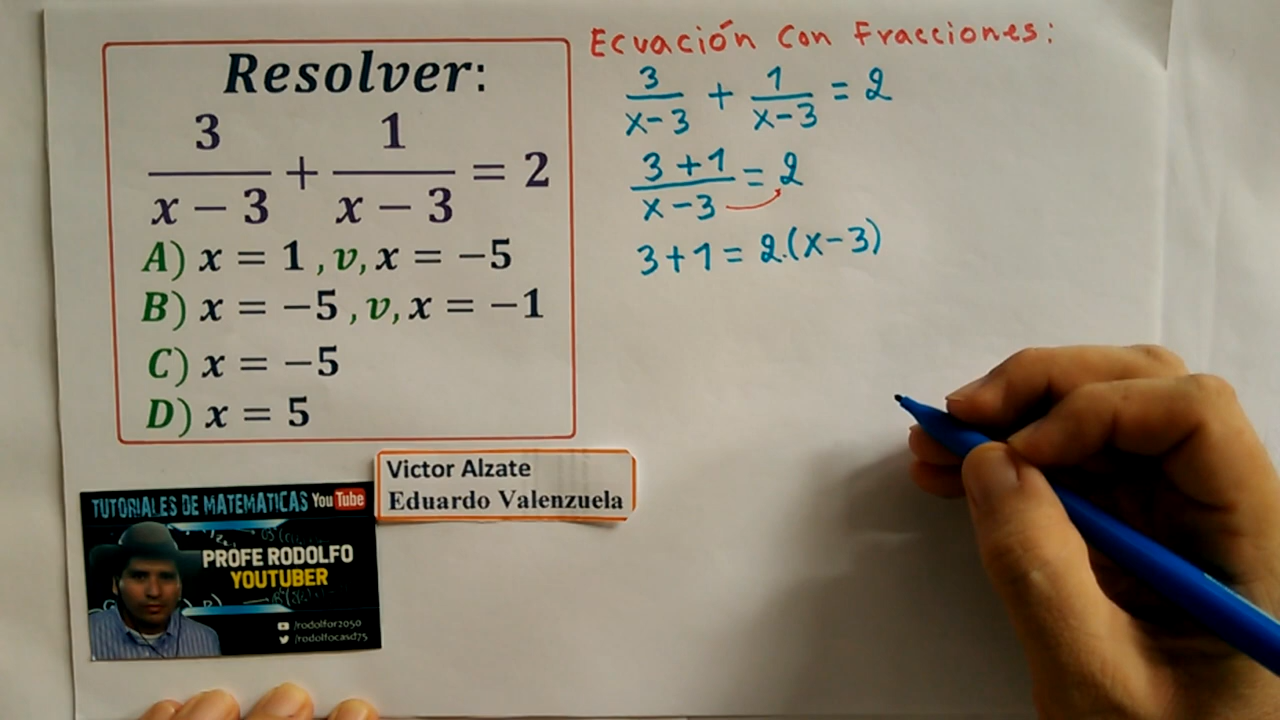 Resolver:
3/(x − 3) + 1/(x − 3) = 2
A) x = 1 , v, x = −5
B) x = −5 , v, x = −1
C) x = −5
D) x = 5
Ecuación con Fracciones:
3/(x−3) + 1/(x−3) = 2
(3+1)/(x−3) = 2
3+1 = 2.(x−3)
Victor Alzate
Eduardo Valenzuela
TUTORIALES DE MATEMATICAS YouTube
PROFE RODOLFO
YOUTUBER
/rodolfor2050
/rodolfocasd75